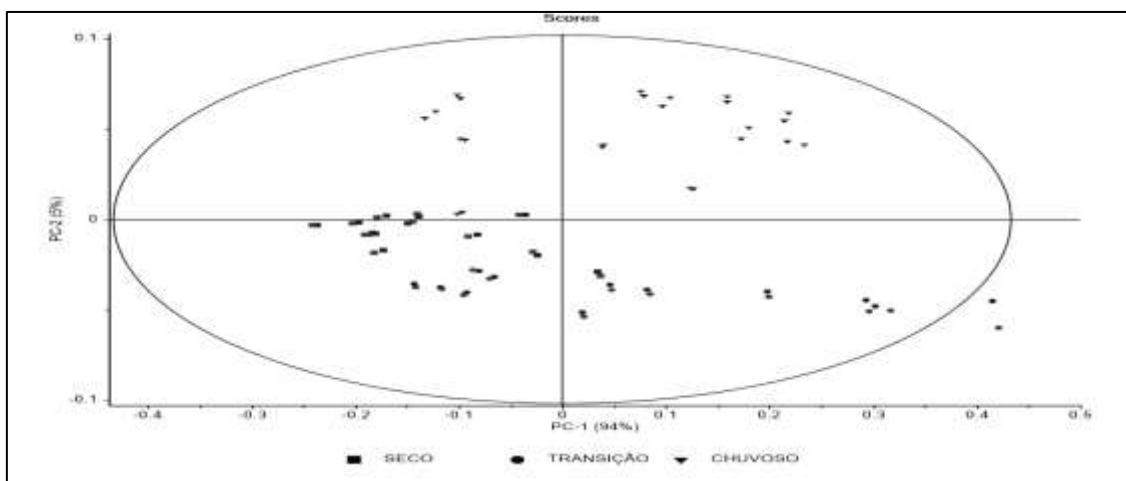 Scores
0.1
0
-0.1
PC-2 (5%)
-0.4 -0.3 -0.2 -0.1 0 0.1 0.2 0.3 0.4 0.5
PC-1 (94%)
SECO TRANSIÇÃO CHUVOSO